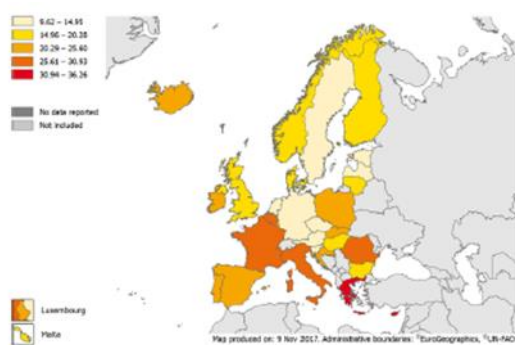 9.62 – 14.95
14.96 – 20.28
20.29 – 25.60
25.61 – 30.93
30.94 – 36.26
No data reported
Not included
Luxembourg
Malta
Map produced on: 9 Nov 2017. Administrative boundaries: ©EuroGeographics, ©UN-FAO